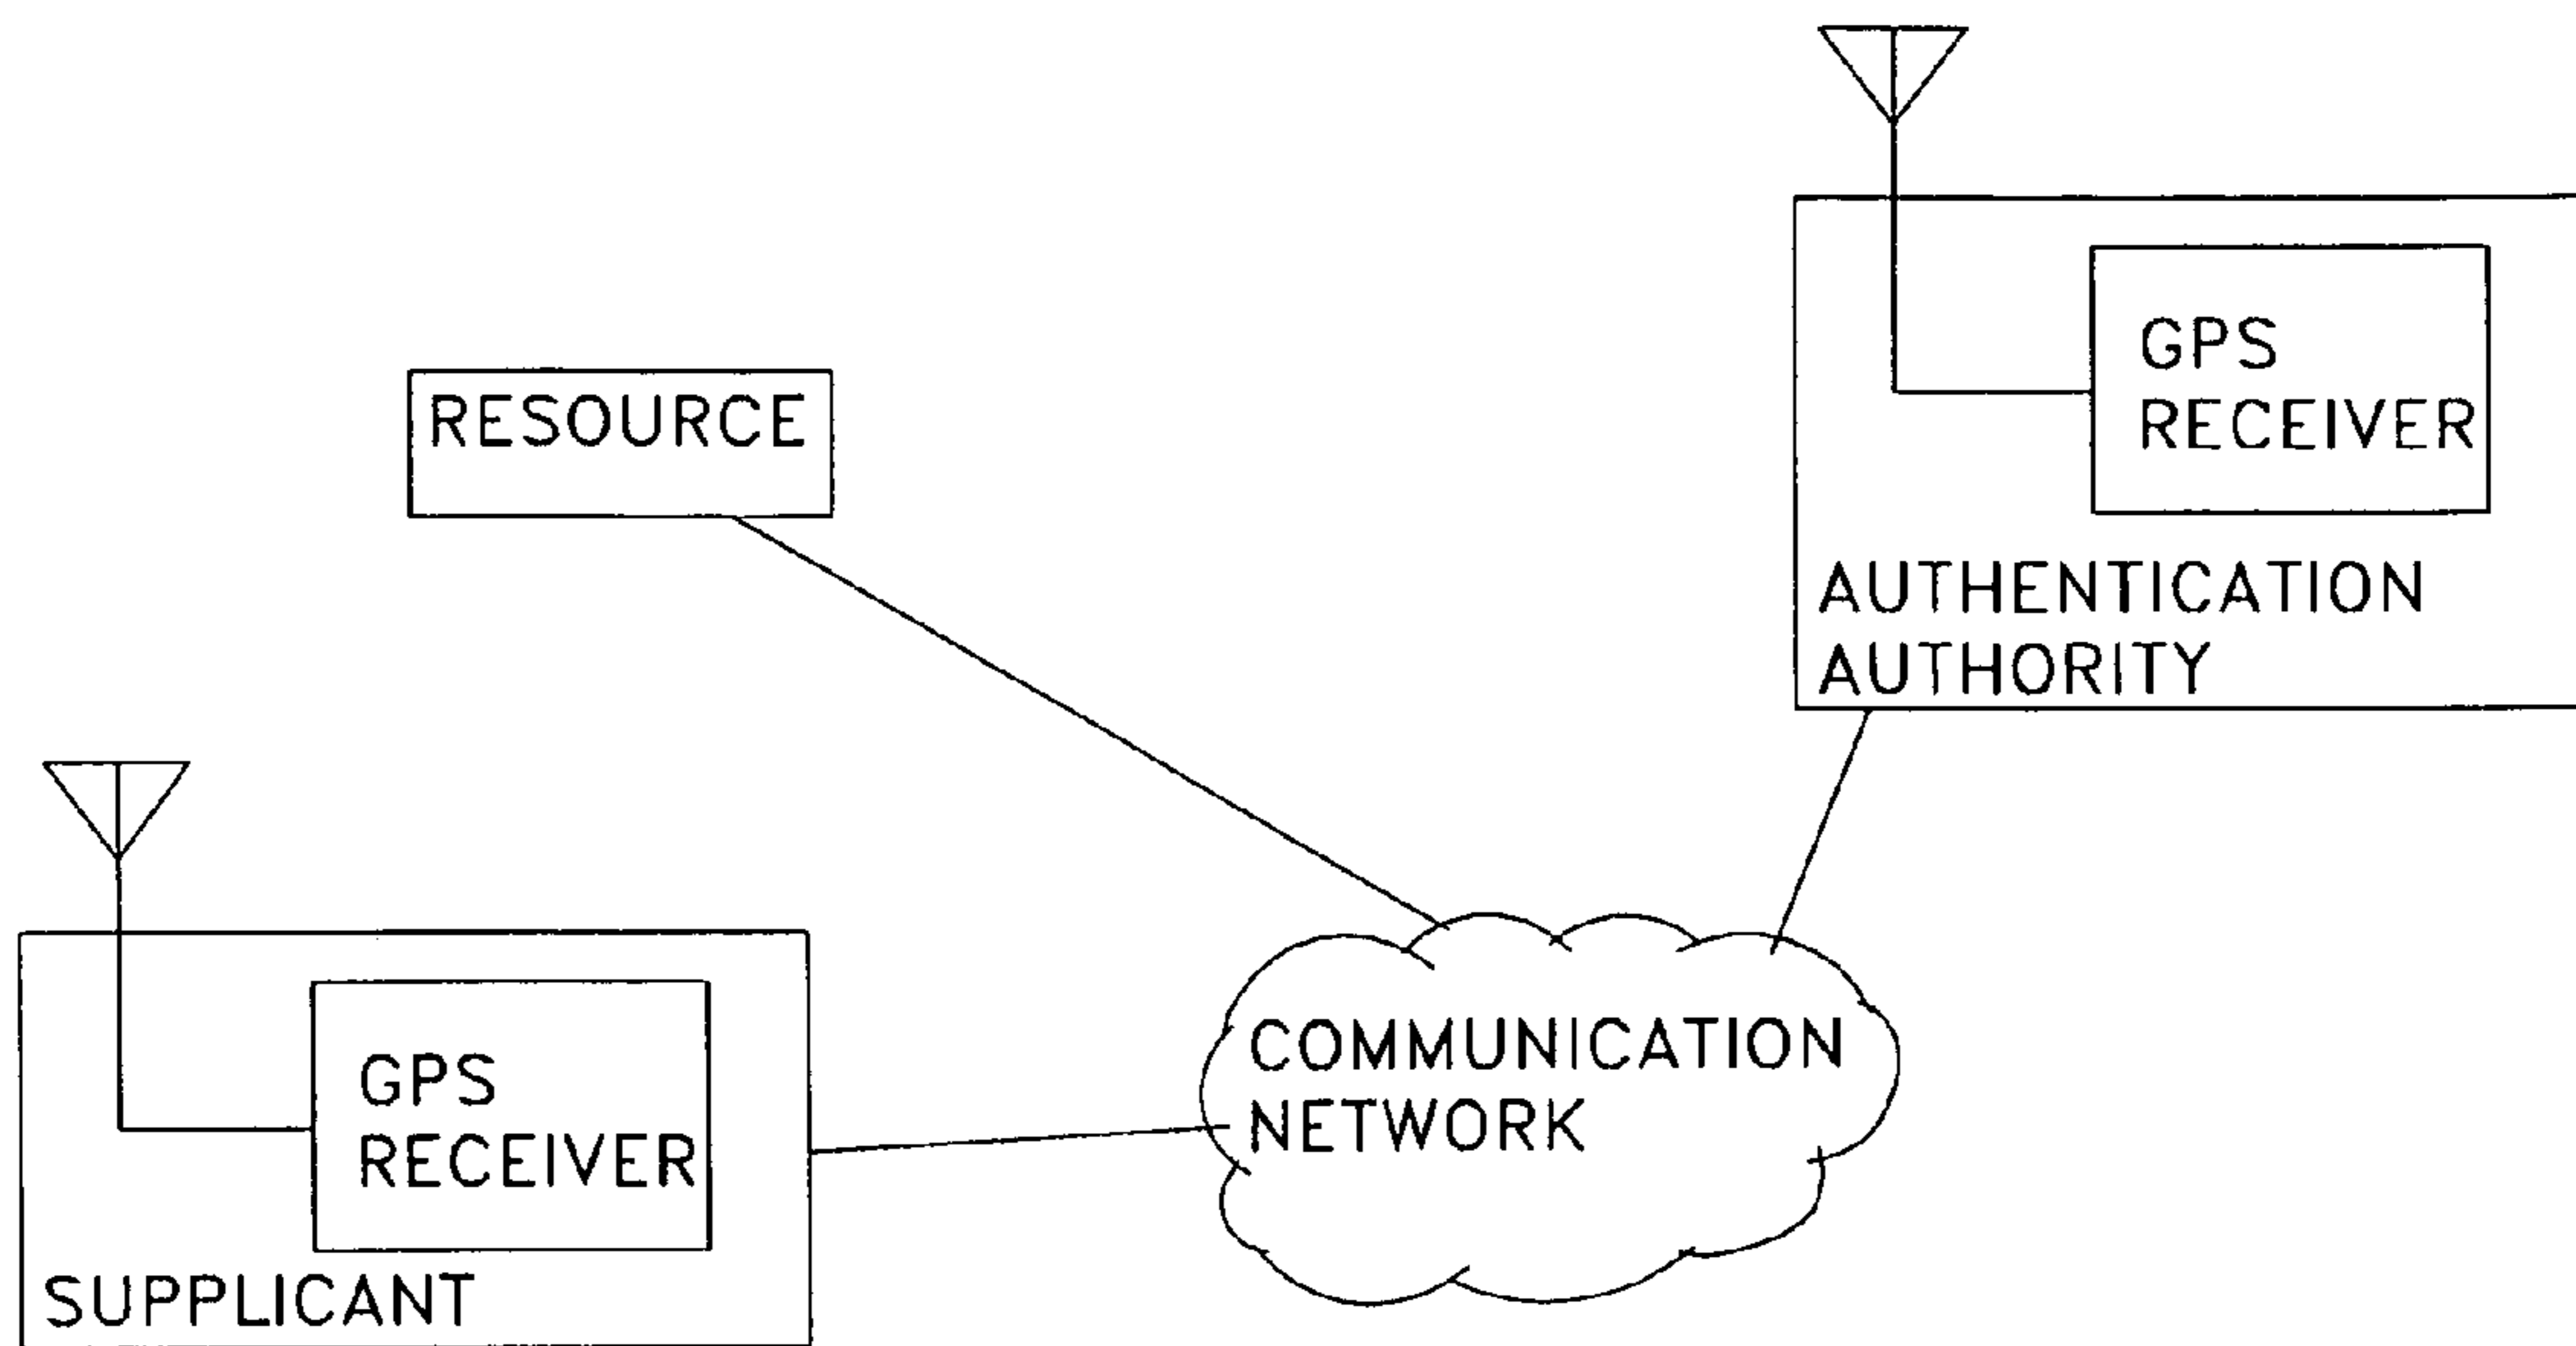 GPS
RECEIVER
AUTHENTICATION
AUTHORITY
RESOURCE
GPS
RECEIVER
SUPPLICANT
COMMUNICATION
NETWORK